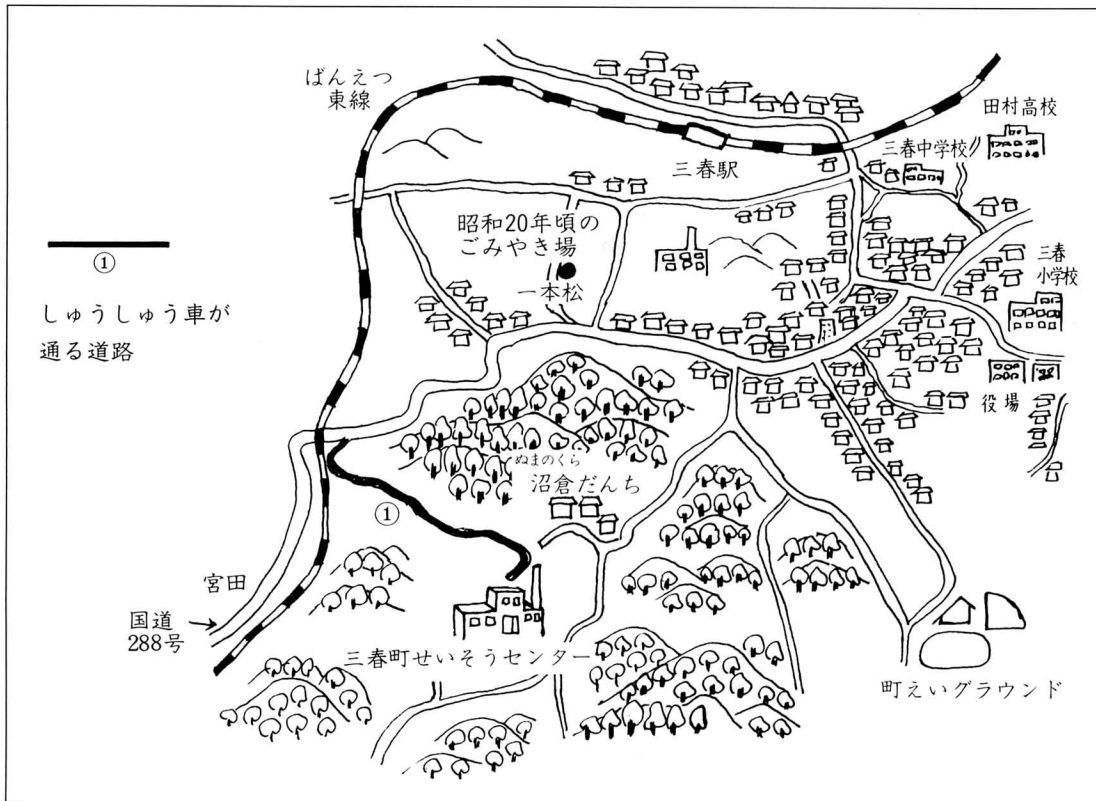 ばんえつ
東線
田村高校
三春中学校
三春駅
昭和20年頃の
ごみやき場
一本松
三春
小学校
①
しゅうしゅう車が
通る道路
役場
ぬまのくら
沼倉だんち
①
宮田
国道
288号
三春町せいそうセンター
町えいグラウンド